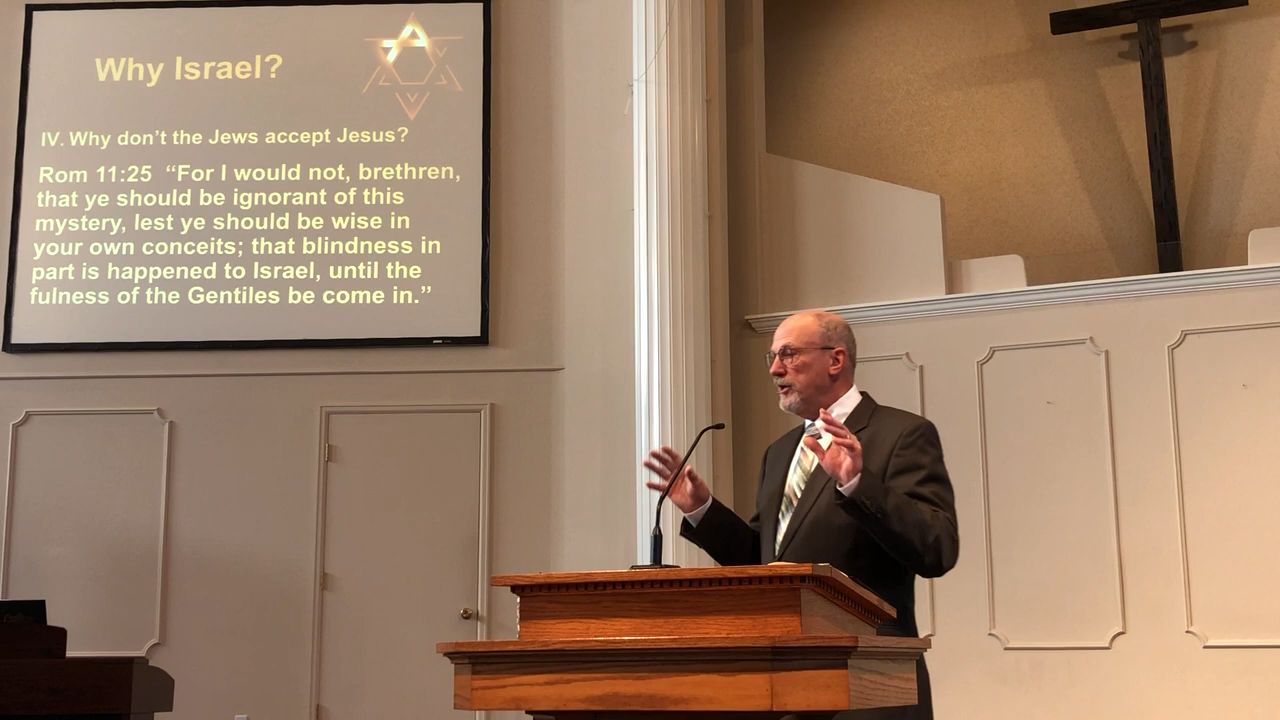 Why Israel?
IV. Why don't the Jews accept Jesus?
Rom 11:25 “For I would not, brethren,
that ye should be ignorant of this
mystery, lest ye should be wise in
your own conceits; that blindness in
part is happened to Israel, until the
fulness of the Gentiles be come in.”